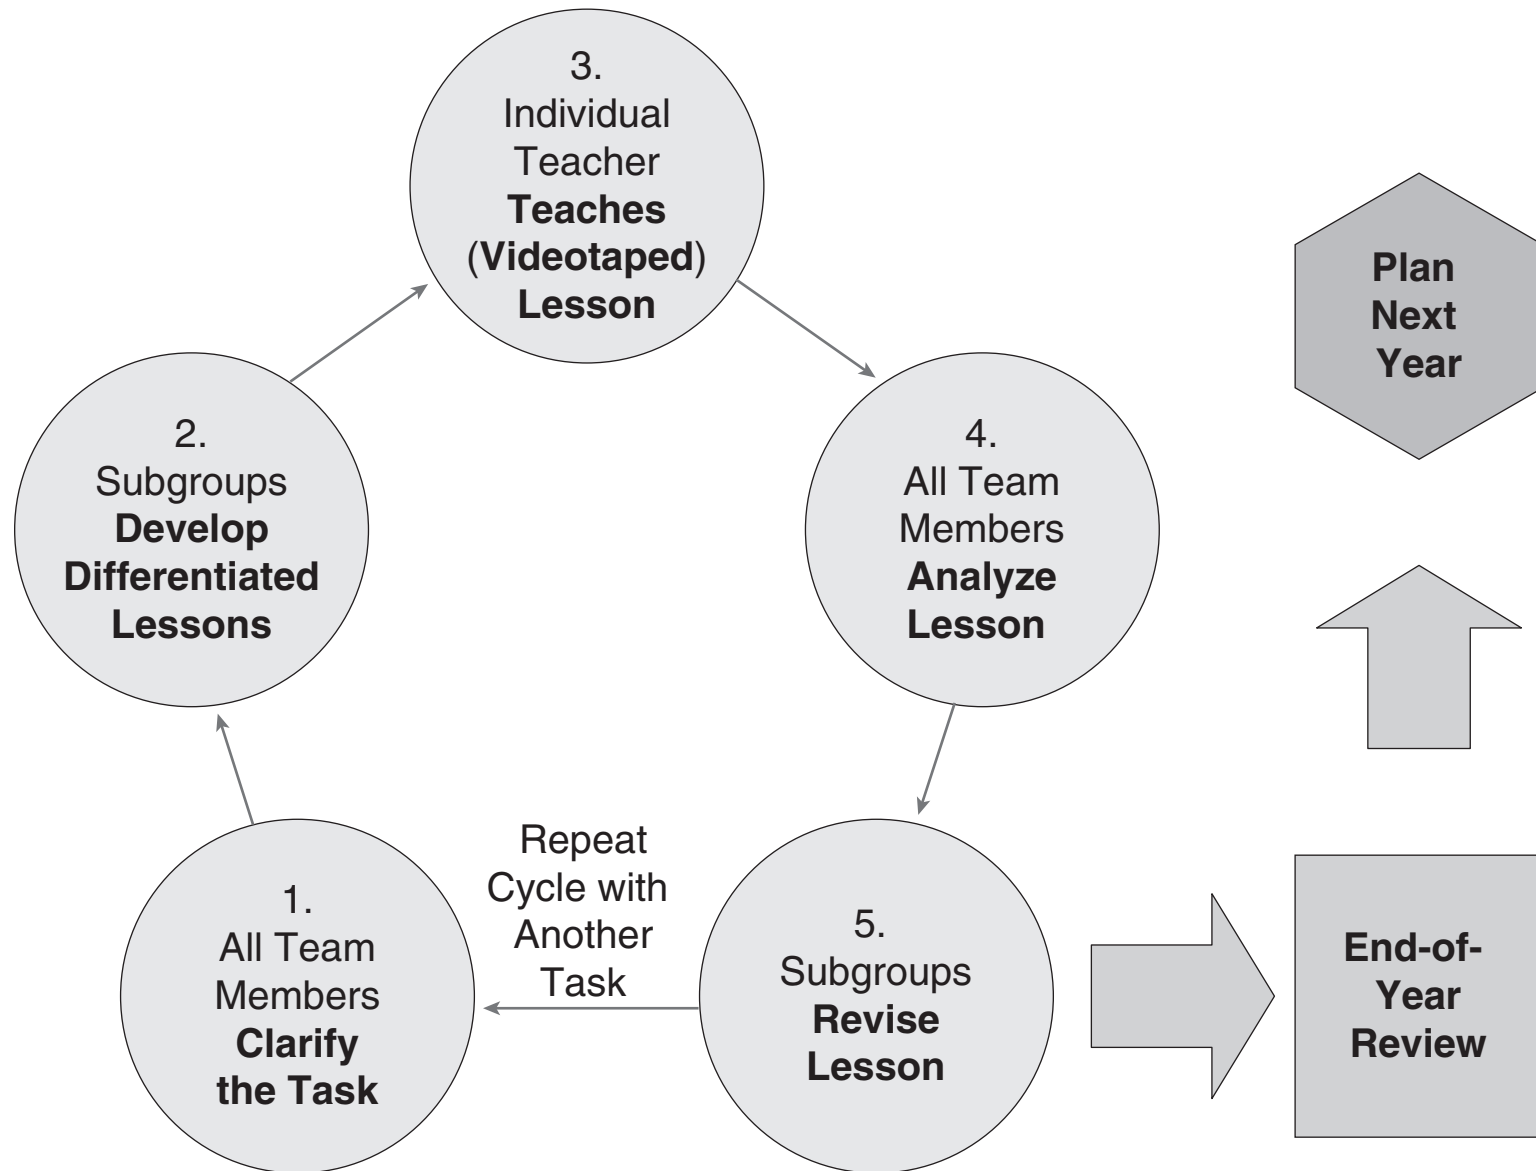 3.
Individual
Teacher
Teaches
(Videotaped)
Lesson
2.
Subgroups
Develop
Differentiated
Lessons
4.
All Team
Members
Analyze
Lesson
1.
All Team
Members
Clarify
the Task
Repeat
Cycle with
Another
Task
5.
Subgroups
Revise
Lesson
End-of-
Year
Review
Plan
Next
Year